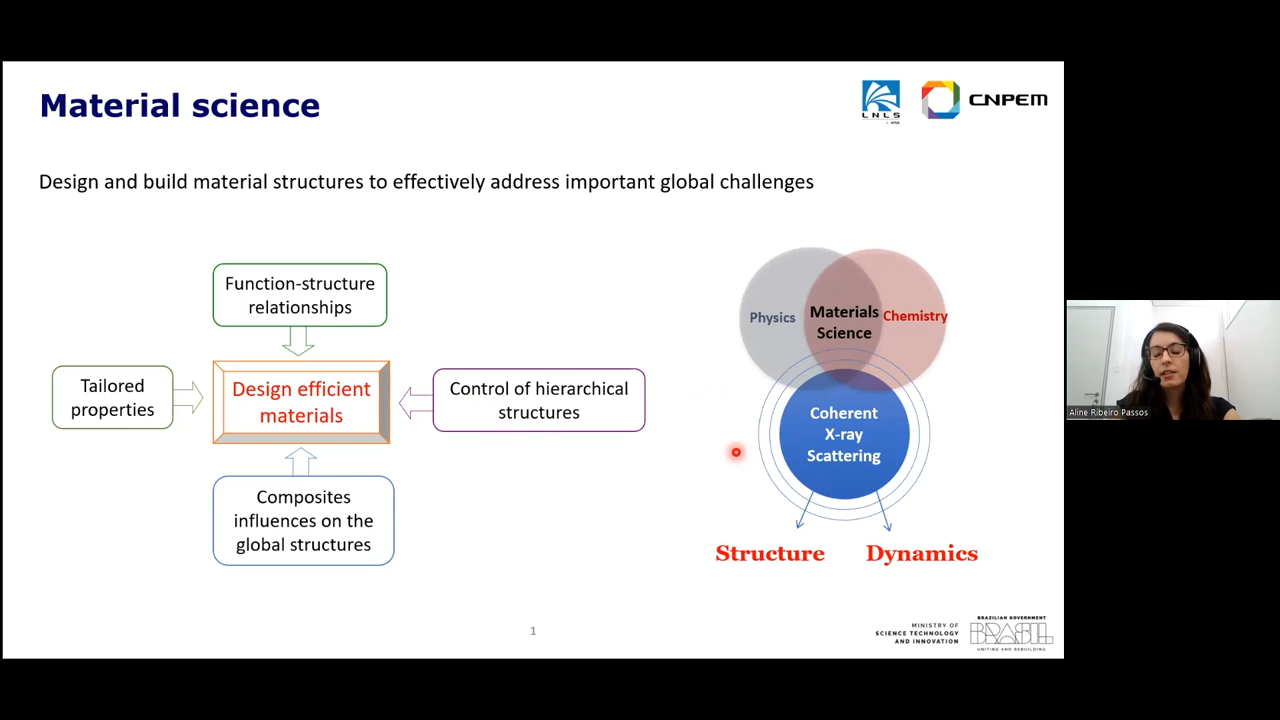 Material science
LNLS
CNPEM
Design and build material structures to effectively address important global challenges
Function-structure
relationships
Tailored
properties
Design efficient
materials
Control of hierarchical
structures
Composites
influences on the
global structures
Physics
Materials
Science
Chemistry
Coherent
X-ray
Scattering
Structure
Dynamics
Aline Ribeiro Passos
1
MINISTRY OF
SCIENCE TECHNOLOGY
AND INNOVATION
BRAZILIAN GOVERNMENT
BRASIL
UNITING AND REBUILDING